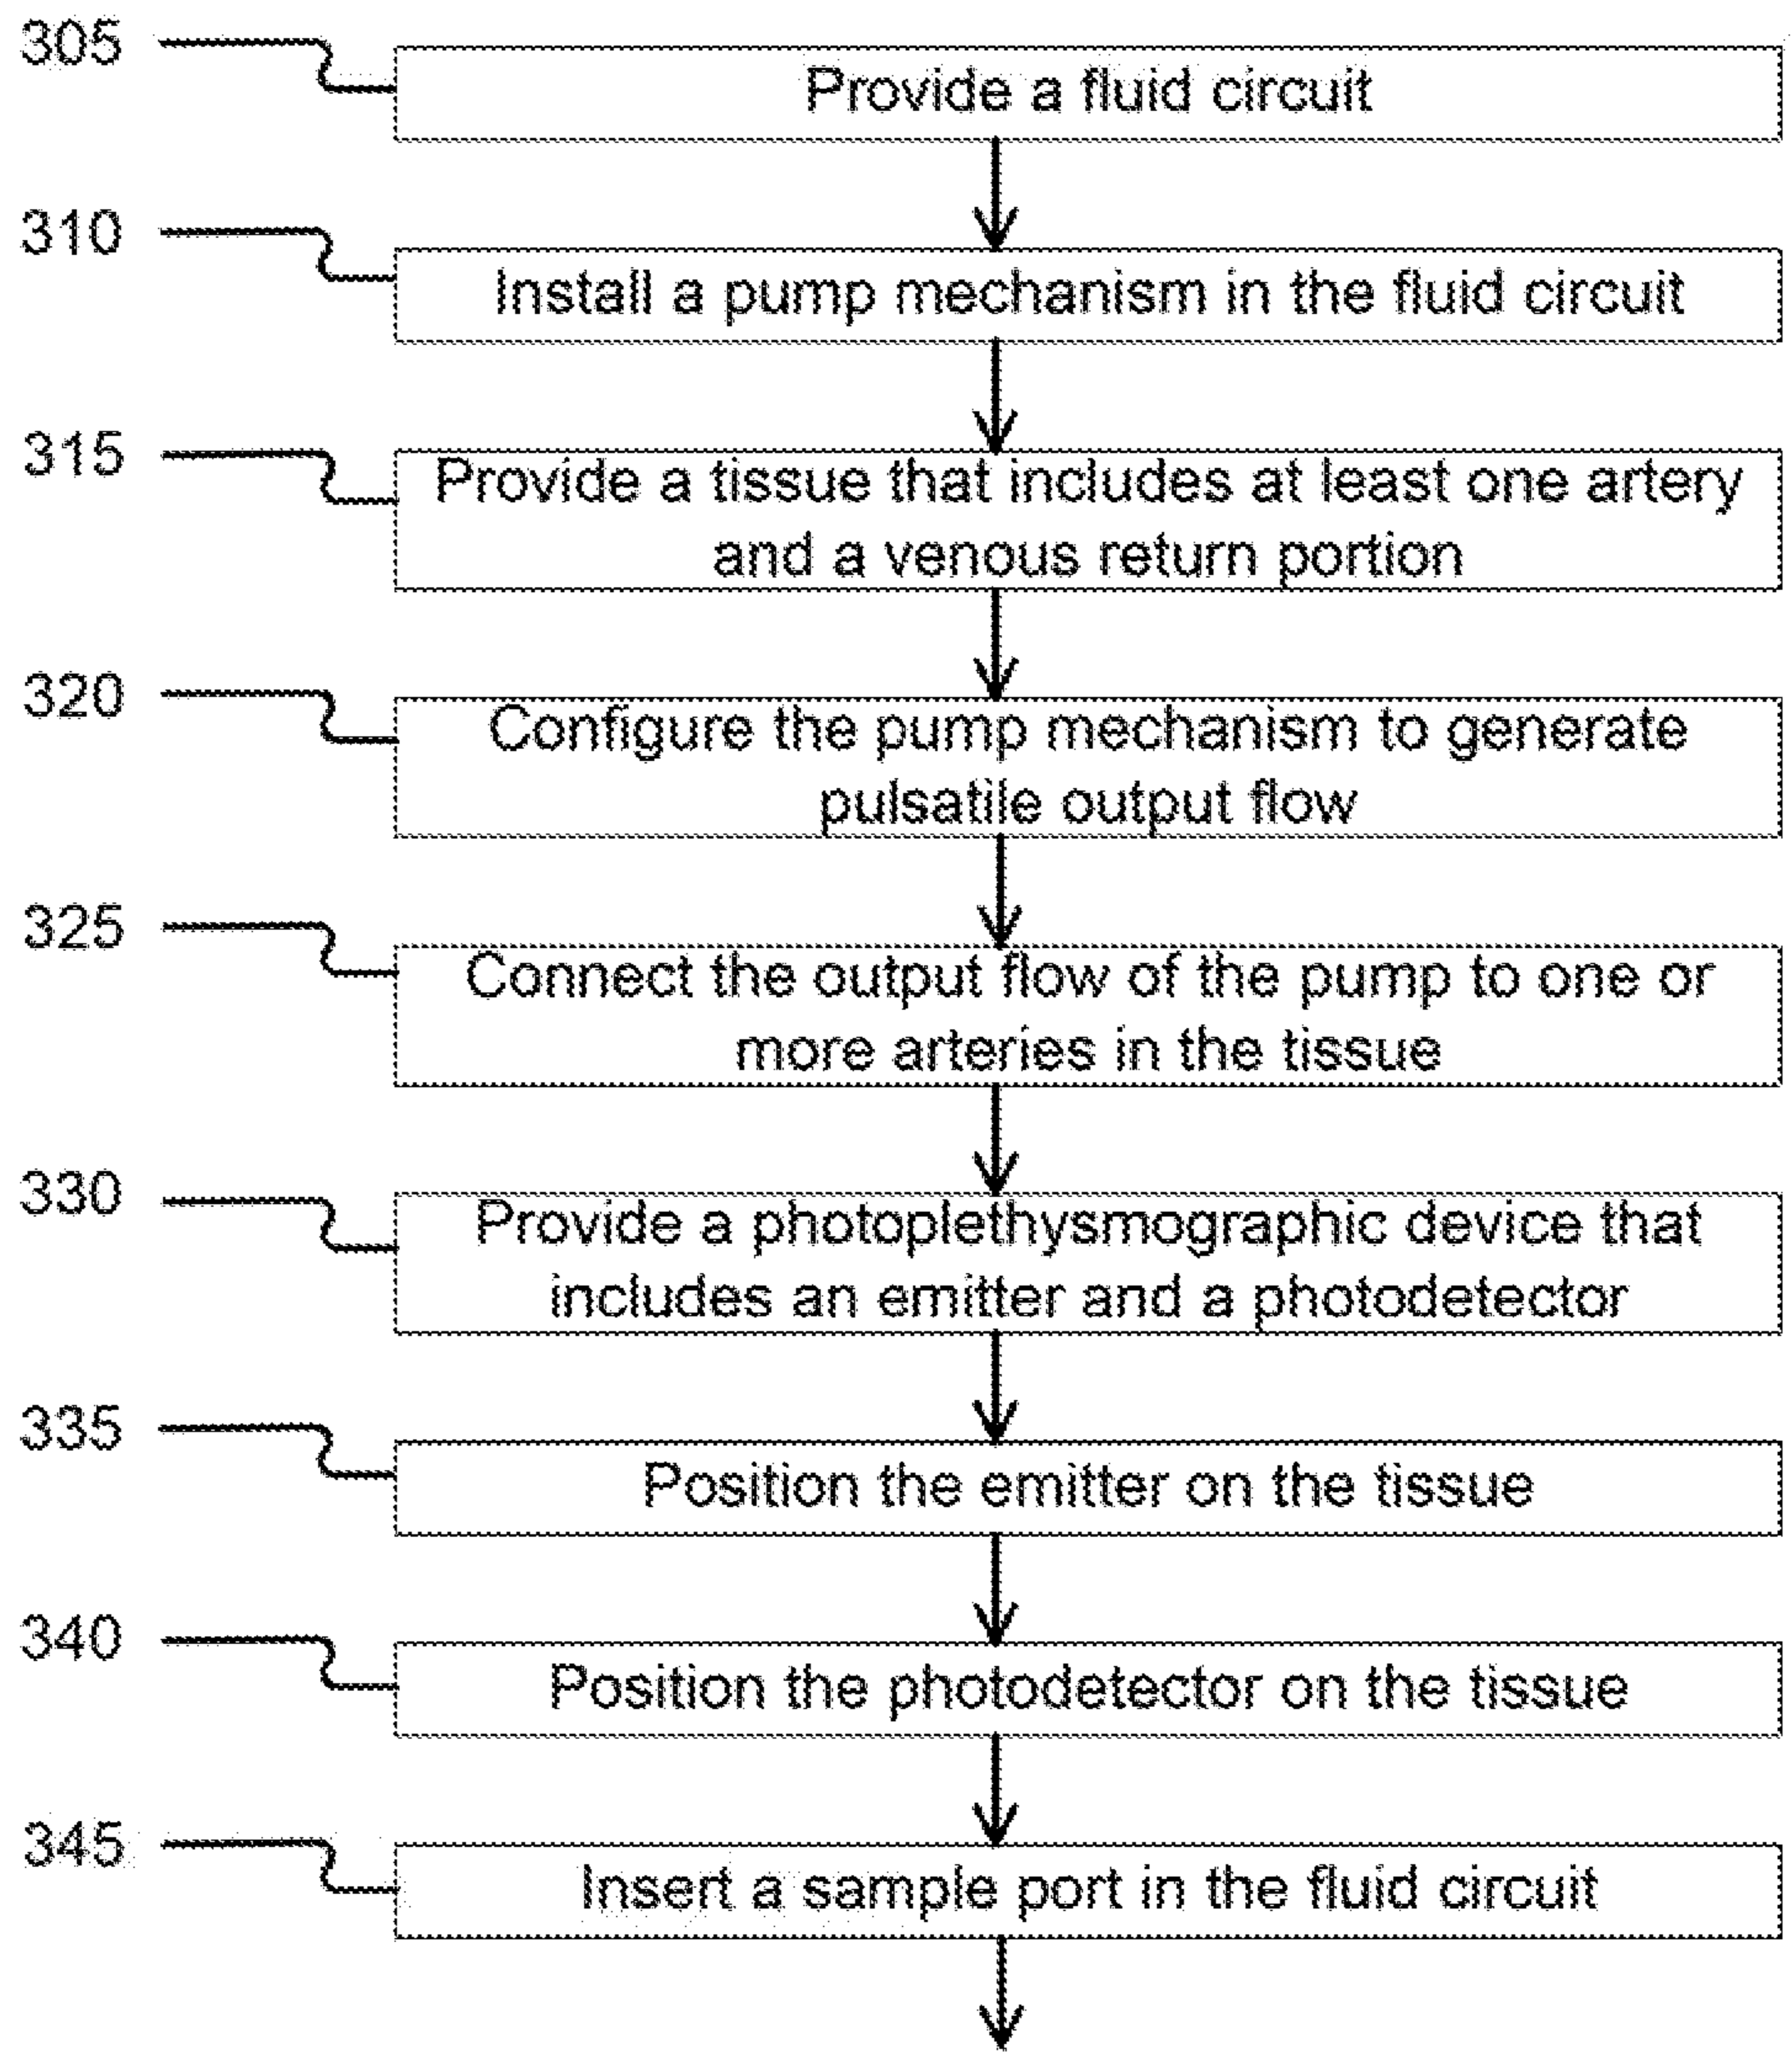 305
Provide a fluid circuit
310
Install a pump mechanism in the fluid circuit
315
Provide a tissue that includes at least one artery
and a venous return portion
320
Configure the pump mechanism to generate
pulsatile output flow
325
Connect the output flow of the pump to one or
more arteries in the tissue
330
Provide a photoplethysmographic device that
includes an emitter and a photodetector
335
Position the emitter on the tissue
340
Position the photodetector on the tissue
345
Insert a sample port in the fluid circuit